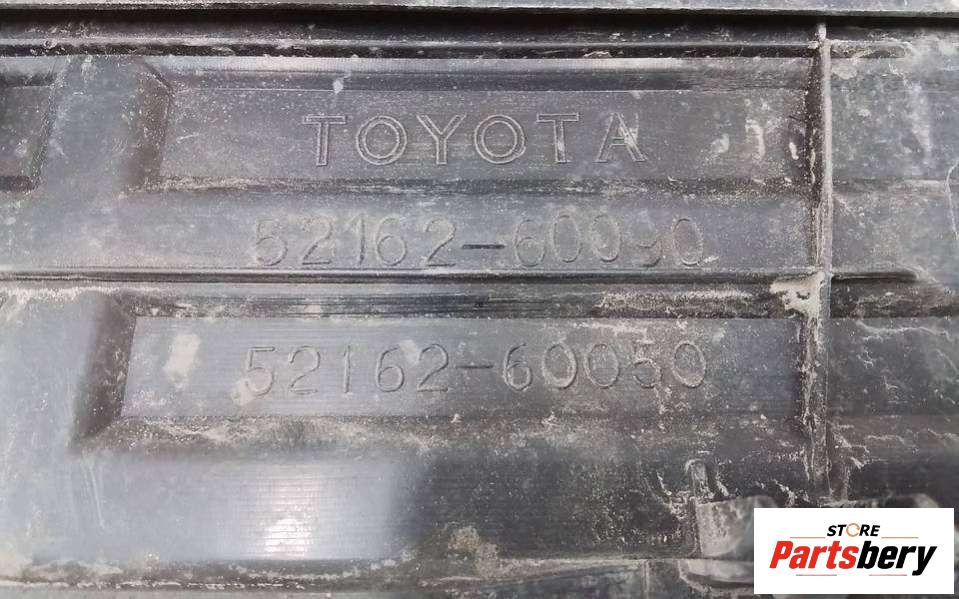 TOYOTA
52162-60090
52162-60050
STORE
Partsbery